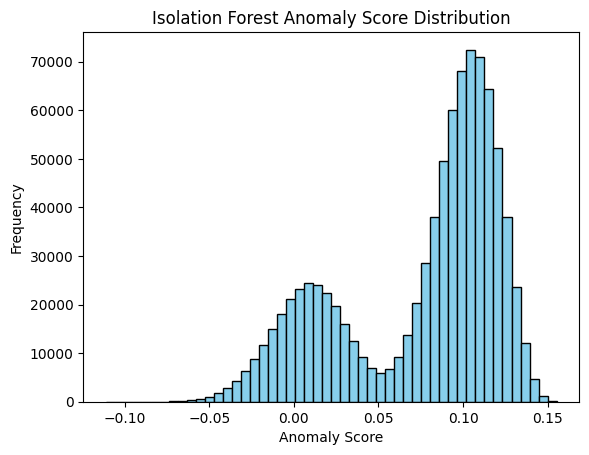 Isolation Forest Anomaly Score Distribution
70000
60000
50000
40000
30000
20000
10000
0
Frequency
−0.10 −0.05 0.00 0.05 0.10 0.15
Anomaly Score